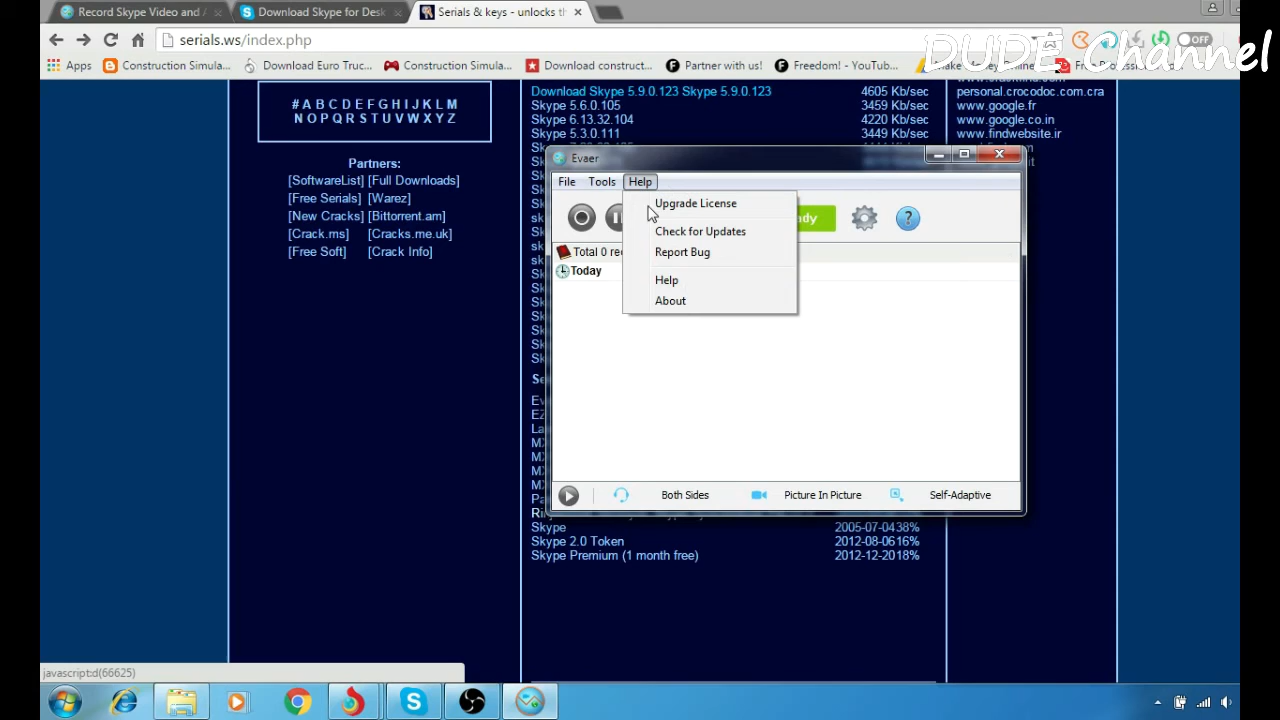 Record Skype Video and A
Download Skype for Desk
Serials & keys - unlocks th
serials.ws/index.php
OFF
DUDE Channel
Apps
Construction Simula...
Download Euro Truc...
Construction Simula...
Download construct...
Partner with us!
Freedom! - YouTub...
#ABCDEFGHIJKLM
NOPQRSTUVWXYZ
Partners:
[SoftwareList] [Full Downloads]
[Free Serials] [Warez]
[New Cracks] [Bittorrent.am]
[Crack.ms] [Cracks.me.uk]
[Free Soft] [Crack Info]
Download Skype 5.9.0.123 Skype 5.9.0.123 4605 Kb/sec
Skype 5.6.0.105 3459 Kb/sec
Skype 6.13.32.104 4220 Kb/sec
Skype 5.3.0.111 3449 Kb/sec
personal.crocodoc.com.cra
www.google.fr
www.google.co.in
www.findwebsite.ir
Evaer
File Tools Help
Upgrade License
Check for Updates
Report Bug
Help
About
Total 0 rec
Today
Both Sides
Picture In Picture
Self-Adaptive
Skype 2005-07-04 38%
Skype 2.0 Token 2012-08-06 16%
Skype Premium (1 month free) 2012-12-20 18%
javascript:d(66625)